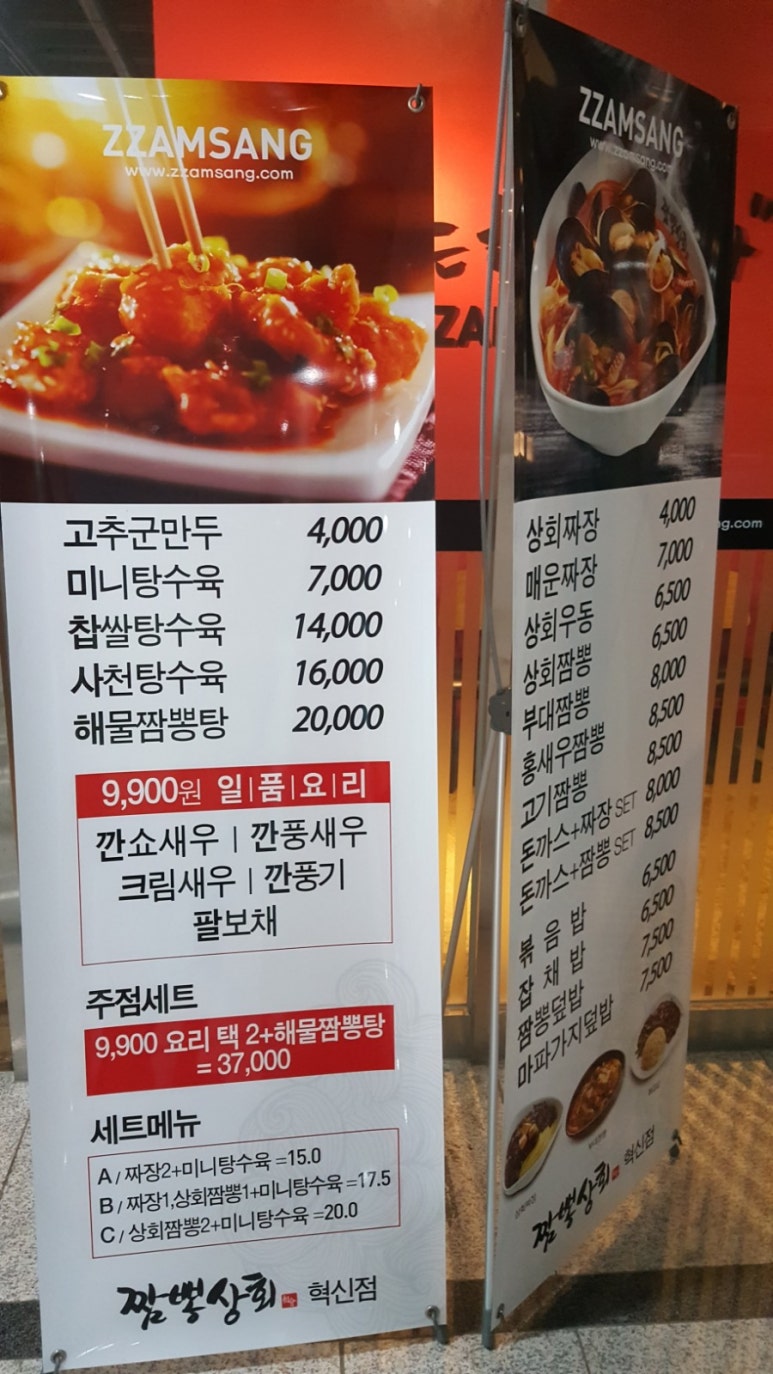 ZZAMSANG
www.zzamsang.com
고추군만두 4,000
미니탕수육 7,000
찹쌀탕수육 14,000
사천탕수육 16,000
해물짬뽕탕 20,000
9,900원 일|품|요|리
깐쇼새우 | 깐풍새우
크림새우 | 깐풍기
팔보채
주점세트
9,900 요리 택 2+해물짬뽕탕
= 37,000
세트메뉴
A / 짜장2+미니탕수육 =15.0
B / 짜장1,상회짬뽕1+미니탕수육 =17.5
C / 상회짬뽕2+미니탕수육 =20.0
짬뽕상회 혁신점
ZZAMSANG
www.zzamsang.com
상회짜장 4,000
매운짜장 7,000
상회우동 6,500
상회짬뽕 6,500
부대짬뽕 8,000
홍새우짬뽕 8,500
고기짬뽕 8,500
돈까스+짜장 SET 8,000
돈까스+짬뽕 SET 8,500
볶음밥 6,500
잡채밥 6,500
짬뽕덮밥 7,500
마파가지덮밥 7,500
짬뽕상회 혁신점
ZA
g.com